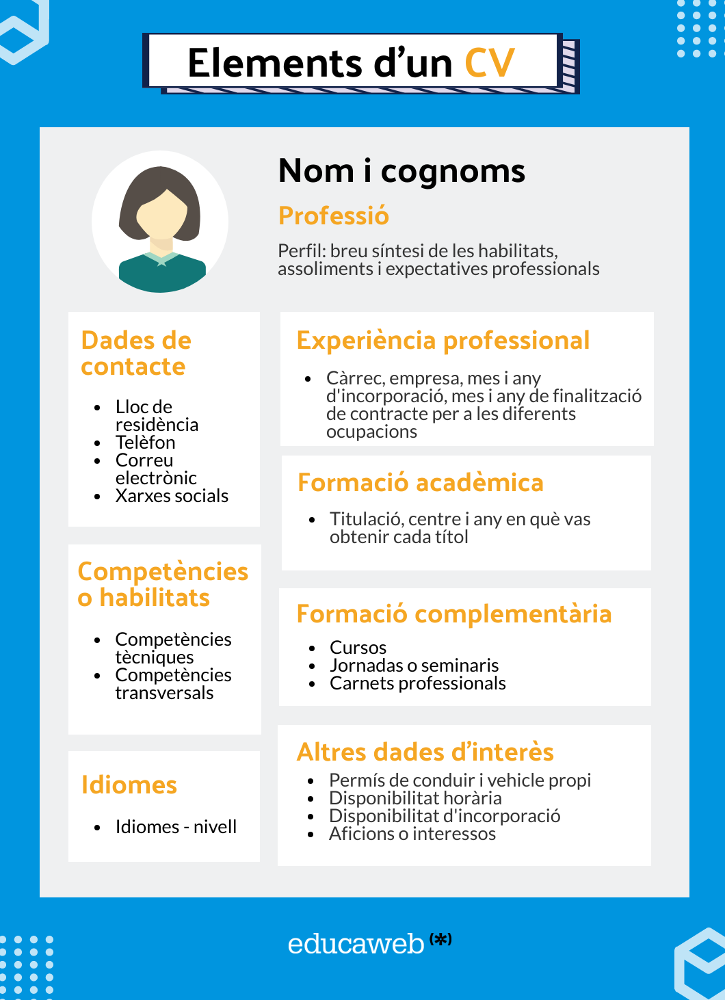 Elements d’un CV
Nom i cognoms
Professió
Perfil: breu síntesi de les habilitats,
assoliments i expectatives professionals
Dades de
contacte
• Lloc de
residència
• Telèfon
• Correu
electrònic
• Xarxes socials
Competències
o habilitats
• Competències
tècniques
• Competències
transversals
Idiomes
• Idiomes - nivell
Experiència professional
• Càrrec, empresa, mes i any
d'incorporació, mes i any de finalització
de contracte per a les diferents
ocupacions
Formació acadèmica
• Titulació, centre i any en què vas
obtenir cada títol
Formació complementària
• Cursos
• Jornadas o seminaris
• Carnets professionals
Altres dades d’interès
• Permís de conduir i vehicle propi
• Disponibilitat horària
• Disponibilitat d'incorporació
• Aficions o interessos
educaweb (*)